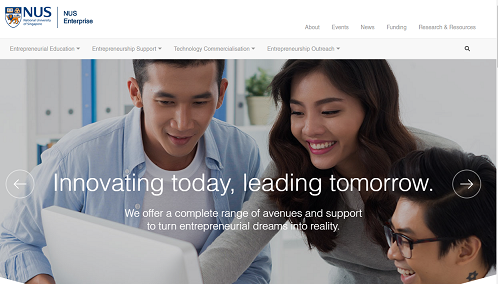 NUS
National University
of Singapore
NUS
Enterprise
About Events News Funding Research & Resources
Entrepreneurial Education Entrepreneurship Support Technology Commercialisation Entrepreneurship Outreach
Innovating today, leading tomorrow.
We offer a complete range of avenues and support
to turn entrepreneurial dreams into reality.